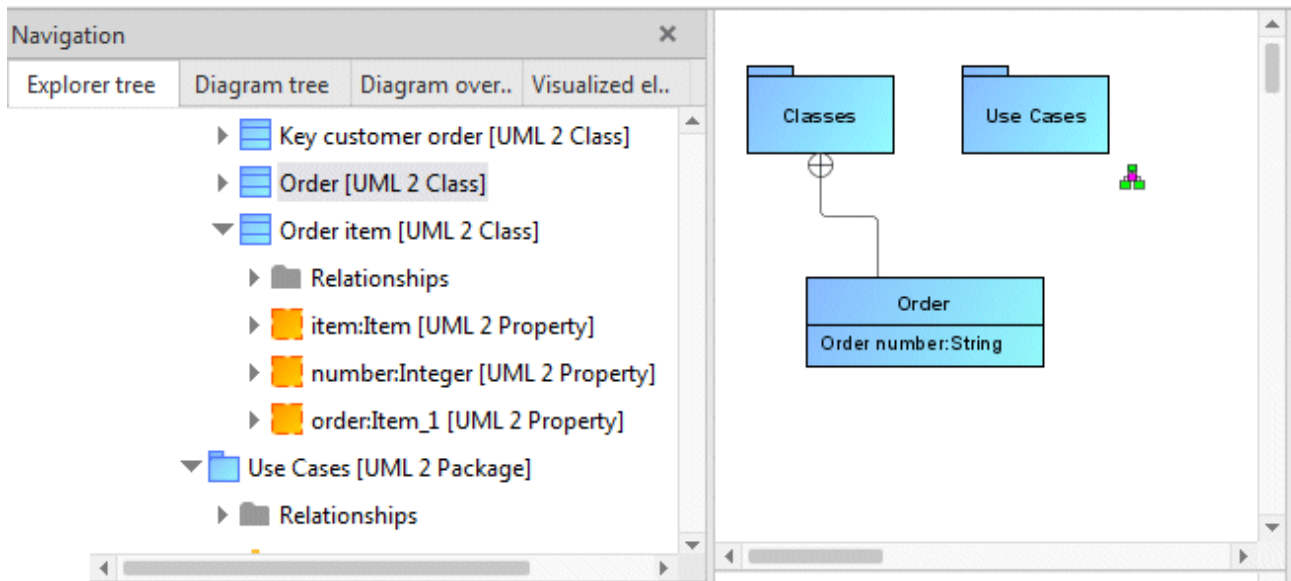 Navigation
Explorer tree
Diagram tree
Diagram over..
Visualized el..
Key customer order [UML 2 Class]
Order [UML 2 Class]
Order item [UML 2 Class]
Relationships
item:Item [UML 2 Property]
number:Integer [UML 2 Property]
order:Item_1 [UML 2 Property]
Use Cases [UML 2 Package]
Relationships
Classes
Use Cases
Order
Order number:String